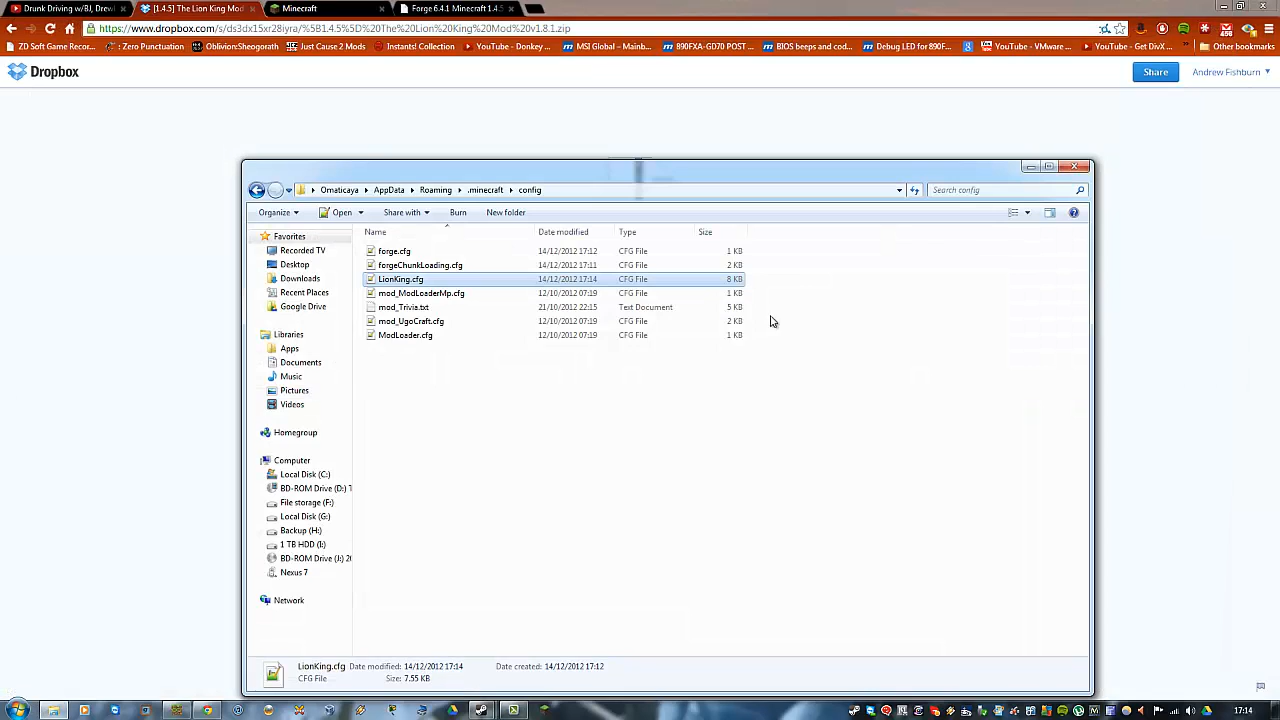 Drunk Driving w/BJ, Drew
[1.4.5] The Lion King Mod
Minecraft
Forge 6.4.1 Minecraft 1.4.5
https://www.dropbox.com/s/ds3dx15xr28iyra/%5B1.4.5%5D%20The%20Lion%20King%20Mod%20v1.8.1.zip
ZD Soft Game Recor...
: Zero Punctuation
Oblivion:Sheogorath
Just Cause 2 Mods
Instants! Collection
YouTube - Donkey ...
MSI Global – Mainb...
890FXA-GD70 POST ...
BIOS beeps and cod...
Debug LED for 890F...
YouTube - VMware ...
YouTube - Get DivX ...
Other bookmarks
Dropbox
Share
Andrew Fishburn
Omaticaya
AppData
Roaming
.minecraft
config
Search config
Organize
Open
Share with
Burn
New folder
Name
Date modified
Type
Size
Favorites
Recorded TV
Desktop
Downloads
Recent Places
Google Drive
Libraries
Apps
Documents
Music
Pictures
Videos
Homegroup
Computer
Local Disk (C:)
BD-ROM Drive (D:) T
File storage (F:)
Local Disk (G:)
Backup (H:)
1 TB HDD (I:)
BD-ROM Drive (J:) 20
Nexus 7
Network
forge.cfg 14/12/2012 17:12 CFG File 1 KB
forgeChunkLoading.cfg 14/12/2012 17:11 CFG File 2 KB
LionKing.cfg 14/12/2012 17:14 CFG File 8 KB
mod_ModLoaderMp.cfg 12/10/2012 07:19 CFG File 1 KB
mod_Trivia.txt 21/10/2012 22:15 Text Document 5 KB
mod_UgoCraft.cfg 12/10/2012 07:19 CFG File 2 KB
ModLoader.cfg 12/10/2012 07:19 CFG File 1 KB
LionKing.cfg Date modified: 14/12/2012 17:14 Date created: 14/12/2012 17:12
CFG File Size: 7.55 KB
17:14